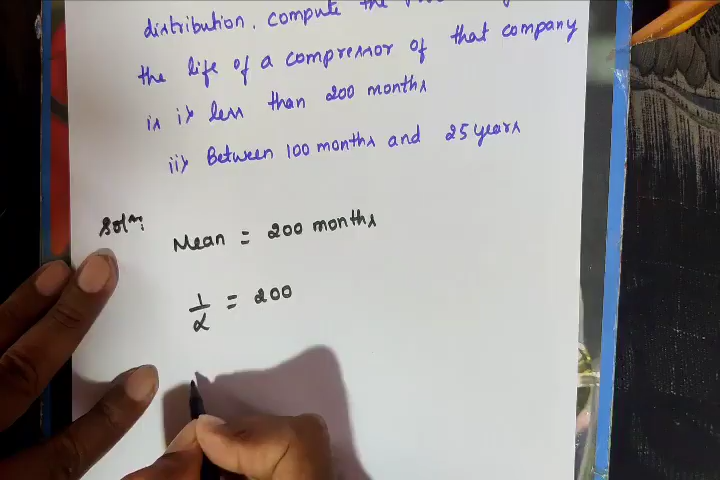 distribution. compute the
the life of a compressor of that company
is i) less than 200 months
ii) Between 100 months and 25 years
Soln:
Mean = 200 months
1/α = 200